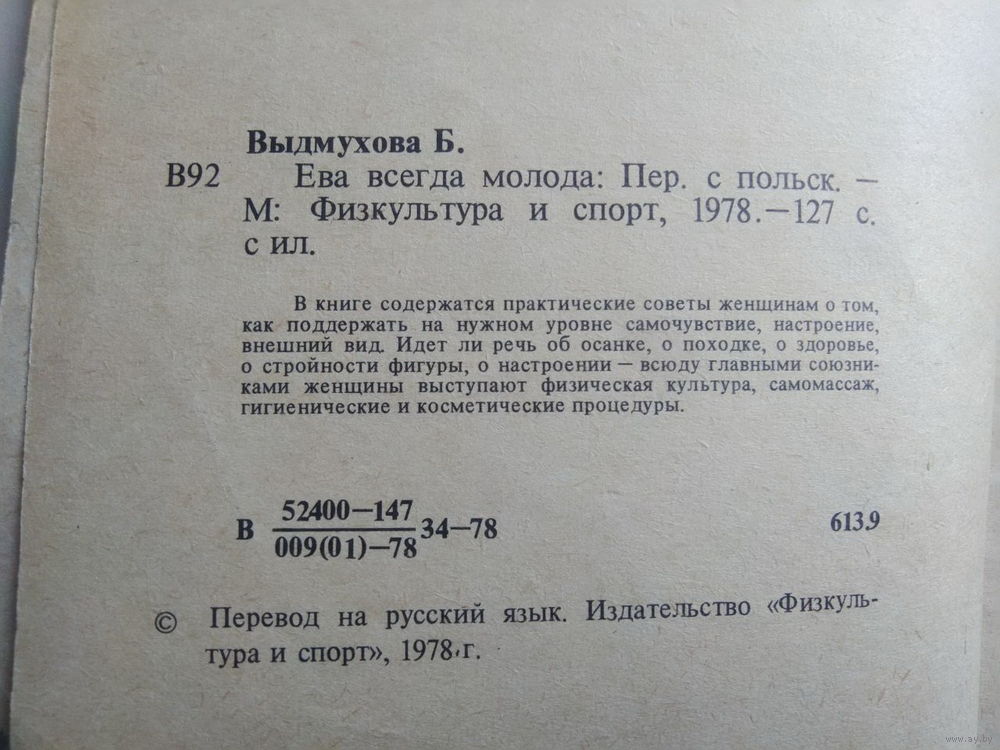 Выдмухова Б.
В92 Ева всегда молода: Пер. с польск. —
М: Физкультура и спорт, 1978.—127 с.
с ил.
В книге содержатся практические советы женщинам о том,
как поддержать на нужном уровне самочувствие, настроение,
внешний вид. Идет ли речь об осанке, о походке, о здоровье,
о стройности фигуры, о настроении — всюду главными союзни-
ками женщины выступают физическая культура, самомассаж,
гигиенические и косметические процедуры.
52400—147
В 34—78 613.9
009(01)—78
© Перевод на русский язык. Издательство «Физкуль-
тура и спорт», 1978 г.
www.ay.by